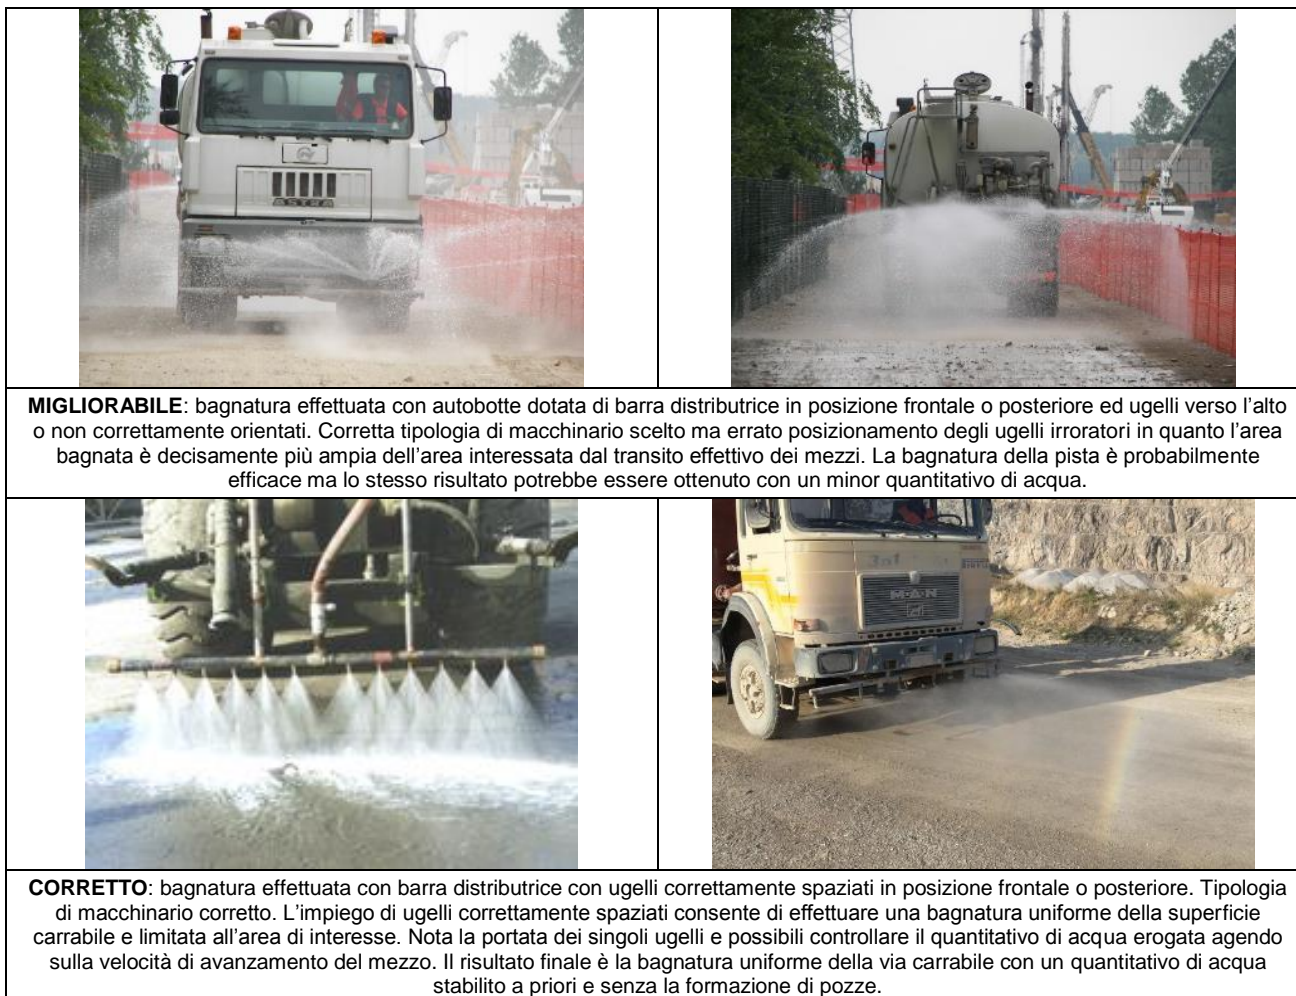 ASTRA
MAN
MIGLIORABILE: bagnatura effettuata con autobotte dotata di barra distributrice in posizione frontale o posteriore ed ugelli verso l'alto
o non correttamente orientati. Corretta tipologia di macchinario scelto ma errato posizionamento degli ugelli irroratori in quanto l'area
bagnata è decisamente più ampia dell'area interessata dal transito effettivo dei mezzi. La bagnatura della pista è probabilmente
efficace ma lo stesso risultato potrebbe essere ottenuto con un minor quantitativo di acqua.
CORRETTO: bagnatura effettuata con barra distributrice con ugelli correttamente spaziati in posizione frontale o posteriore. Tipologia
di macchinario corretto. L'impiego di ugelli correttamente spaziati consente di effettuare una bagnatura uniforme della superficie
carrabile e limitata all'area di interesse. Nota la portata dei singoli ugelli e possibili controllare il quantitativo di acqua erogata agendo
sulla velocità di avanzamento del mezzo. Il risultato finale è la bagnatura uniforme della via carrabile con un quantitativo di acqua
stabilito a priori e senza la formazione di pozze.